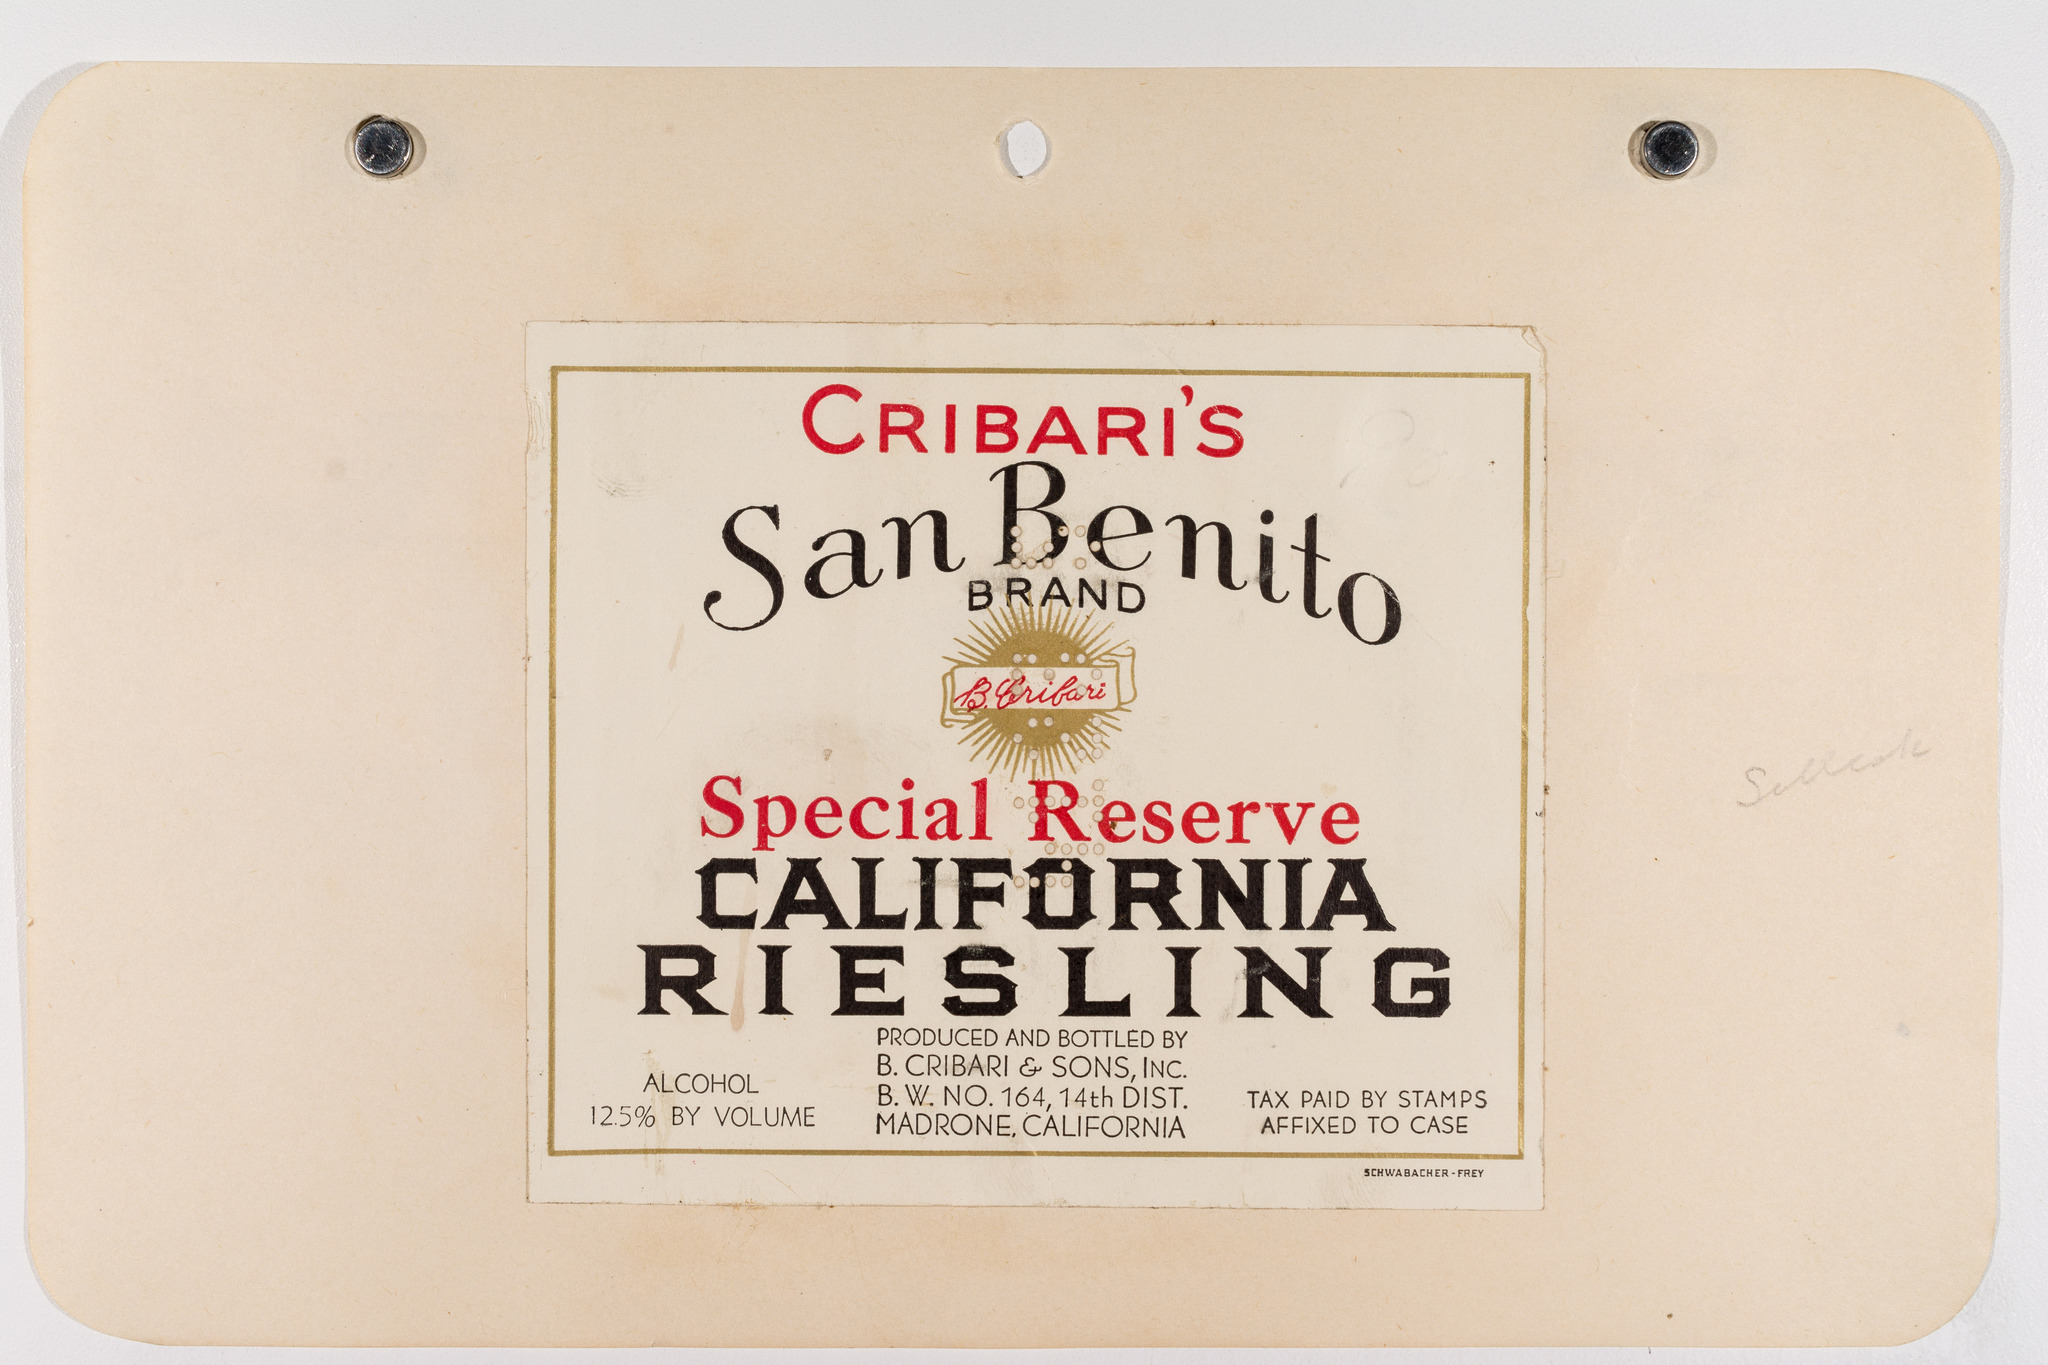 CRIBARI'S
San Benito
BRAND
B. Cribari
Special Reserve
CALIFORNIA
RIESLING
PRODUCED AND BOTTLED BY
B. CRIBARI & SONS, INC.
B. W. NO. 164, 14th DIST.
MADRONE, CALIFORNIA
ALCOHOL
12.5% BY VOLUME
TAX PAID BY STAMPS
AFFIXED TO CASE
SCHWABACHER-FREY